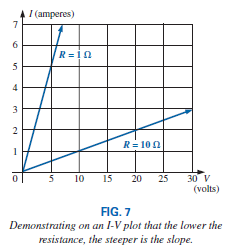 I (amperes)
7
6
5
4
3
2
1
0
R = 1 Ω
R = 10 Ω
5 10 15 20 25 30 V
(volts)
FIG. 7
Demonstrating on an I-V plot that the lower the
resistance, the steeper is the slope.